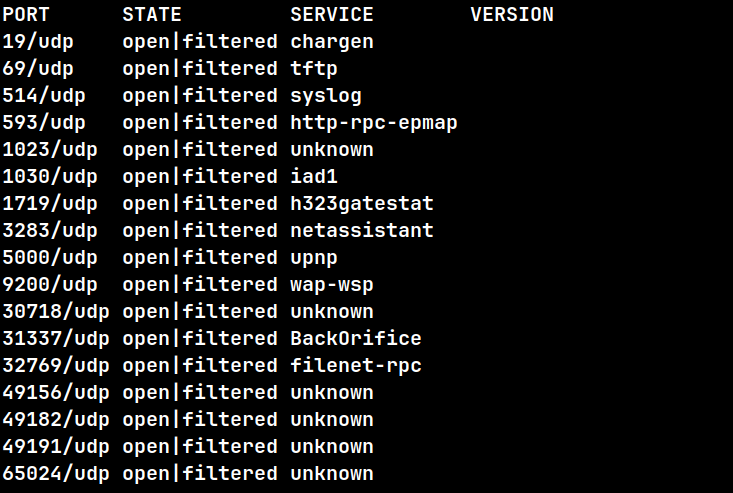 PORT STATE SERVICE VERSION
19/udp open|filtered chargen
69/udp open|filtered tftp
514/udp open|filtered syslog
593/udp open|filtered http-rpc-epmap
1023/udp open|filtered unknown
1030/udp open|filtered iad1
1719/udp open|filtered h323gatestat
3283/udp open|filtered netassistant
5000/udp open|filtered upnp
9200/udp open|filtered wap-wsp
30718/udp open|filtered unknown
31337/udp open|filtered BackOrifice
32769/udp open|filtered filenet-rpc
49156/udp open|filtered unknown
49182/udp open|filtered unknown
49191/udp open|filtered unknown
65024/udp open|filtered unknown